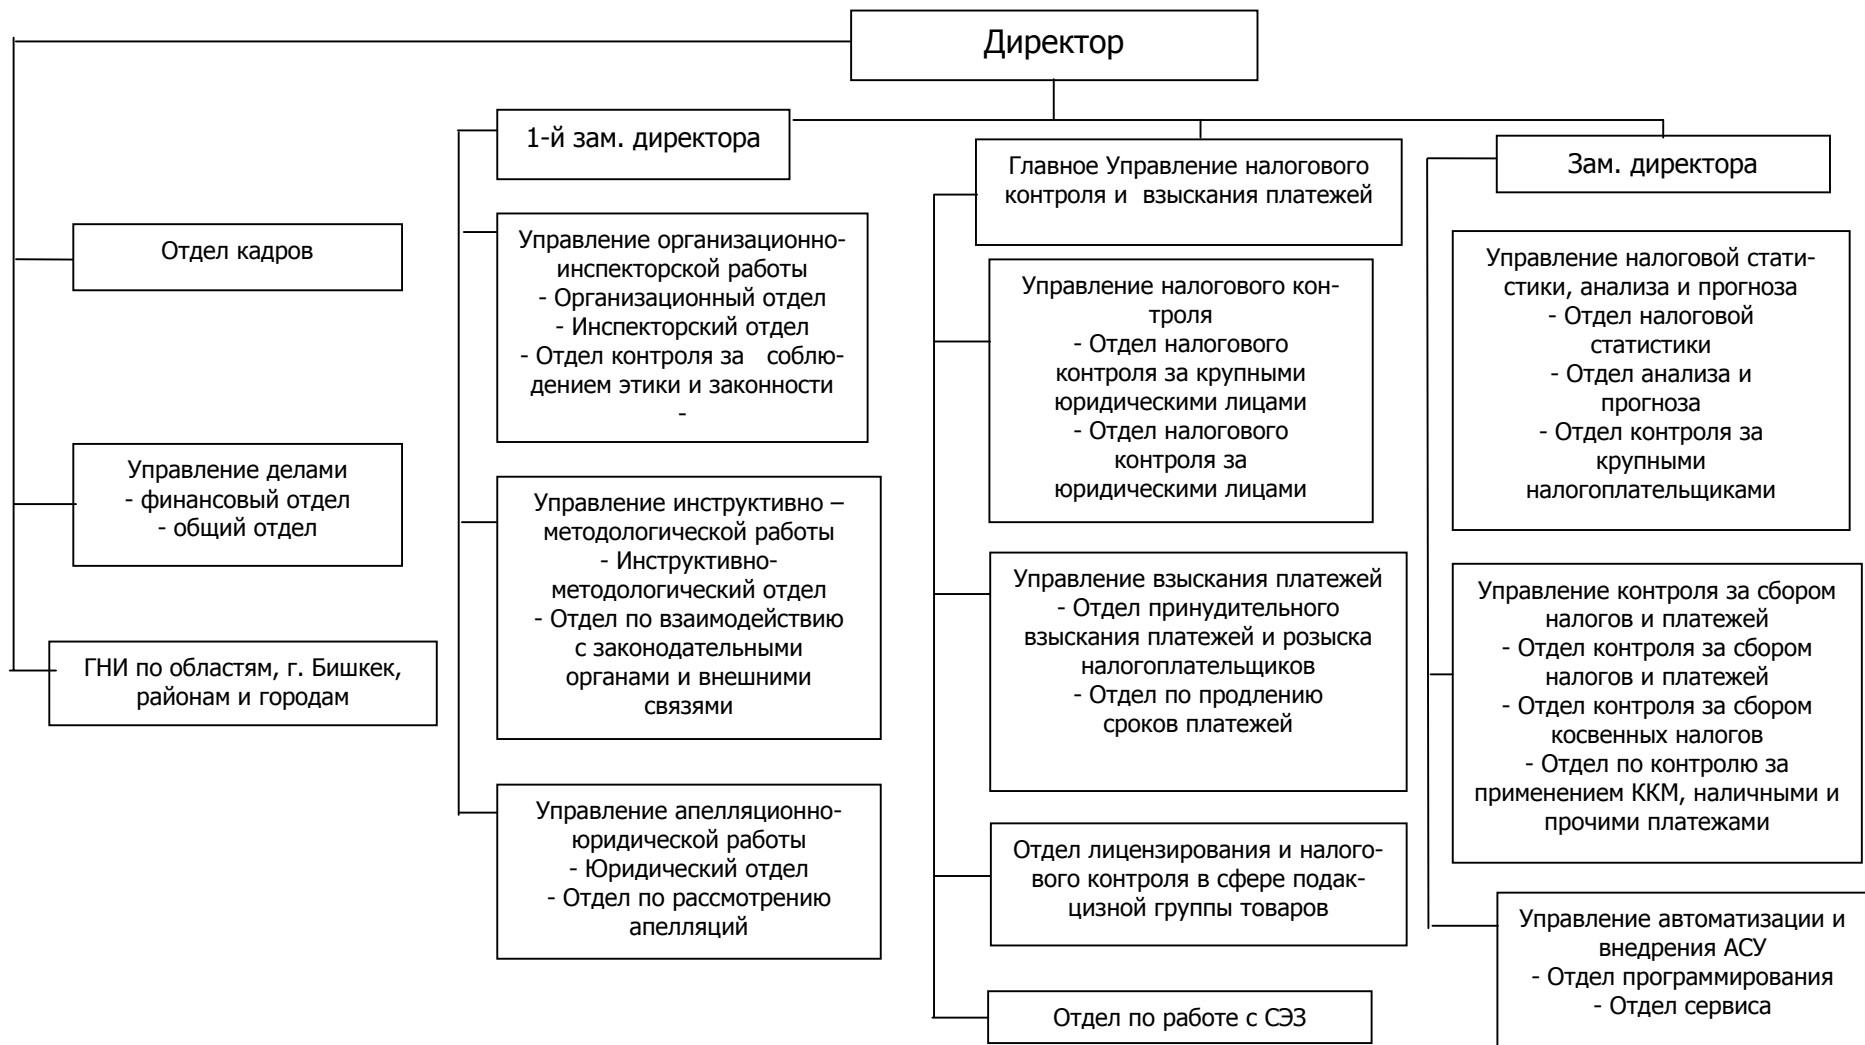 Директор
1-й зам. директора
Главное Управление налогового
контроля и взыскания платежей
Зам. директора
Отдел кадров
Управление делами
- финансовый отдел
- общий отдел
ГНИ по областям, г. Бишкек,
районам и городам
Управление организационно-
инспекторской работы
- Организационный отдел
- Инспекторский отдел
- Отдел контроля за соблю-
дением этики и законности
-
Управление инструктивно –
методологической работы
- Инструктивно-
методологический отдел
- Отдел по взаимодействию
с законодательными
органами и внешними
связями
Управление апелляционно-
юридической работы
- Юридический отдел
- Отдел по рассмотрению
апелляций
Управление налогового кон-
троля
- Отдел налогового
контроля за крупными
юридическими лицами
- Отдел налогового
контроля за
юридическими лицами
Управление взыскания платежей
- Отдел принудительного
взыскания платежей и розыска
налогоплательщиков
- Отдел по продлению
сроков платежей
Отдел лицензирования и налого-
вого контроля в сфере подак-
цизной группы товаров
Отдел по работе с СЭЗ
Управление налоговой стати-
стики, анализа и прогноза
- Отдел налоговой
статистики
- Отдел анализа и
прогноза
- Отдел контроля за
крупными
налогоплательщиками
Управление контроля за сбором
налогов и платежей
- Отдел контроля за сбором
налогов и платежей
- Отдел контроля за сбором
косвенных налогов
- Отдел по контролю за
применением ККМ, наличными и
прочими платежами
Управление автоматизации и
внедрения АСУ
- Отдел программирования
- Отдел сервиса